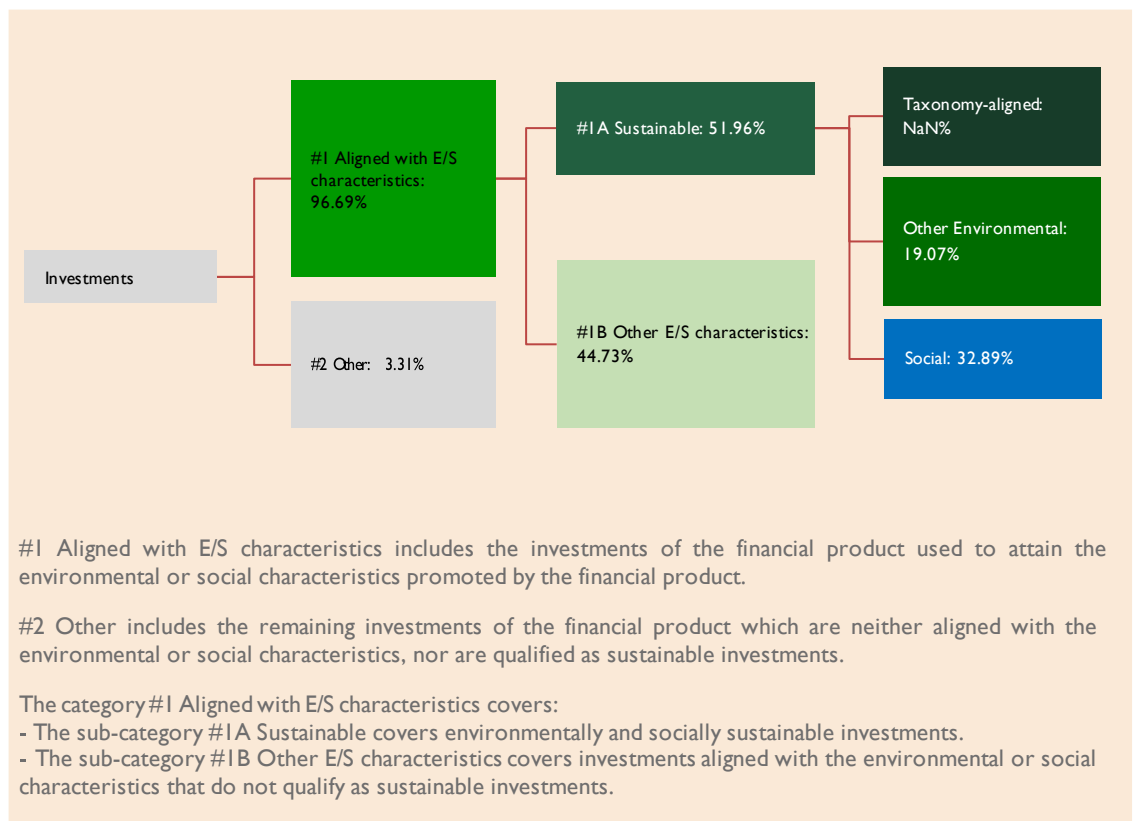 Investments
#1 Aligned with E/S
characteristics:
96.69%
#2 Other: 3.31%
#1A Sustainable: 51.96%
#1B Other E/S characteristics:
44.73%
Taxonomy-aligned:
NaN%
Other Environmental:
19.07%
Social: 32.89%
#1 Aligned with E/S characteristics includes the investments of the financial product used to attain the
environmental or social characteristics promoted by the financial product.
#2 Other includes the remaining investments of the financial product which are neither aligned with the
environmental or social characteristics, nor are qualified as sustainable investments.
The category #1 Aligned with E/S characteristics covers:
- The sub-category #1A Sustainable covers environmentally and socially sustainable investments.
- The sub-category #1B Other E/S characteristics covers investments aligned with the environmental or social
characteristics that do not qualify as sustainable investments.